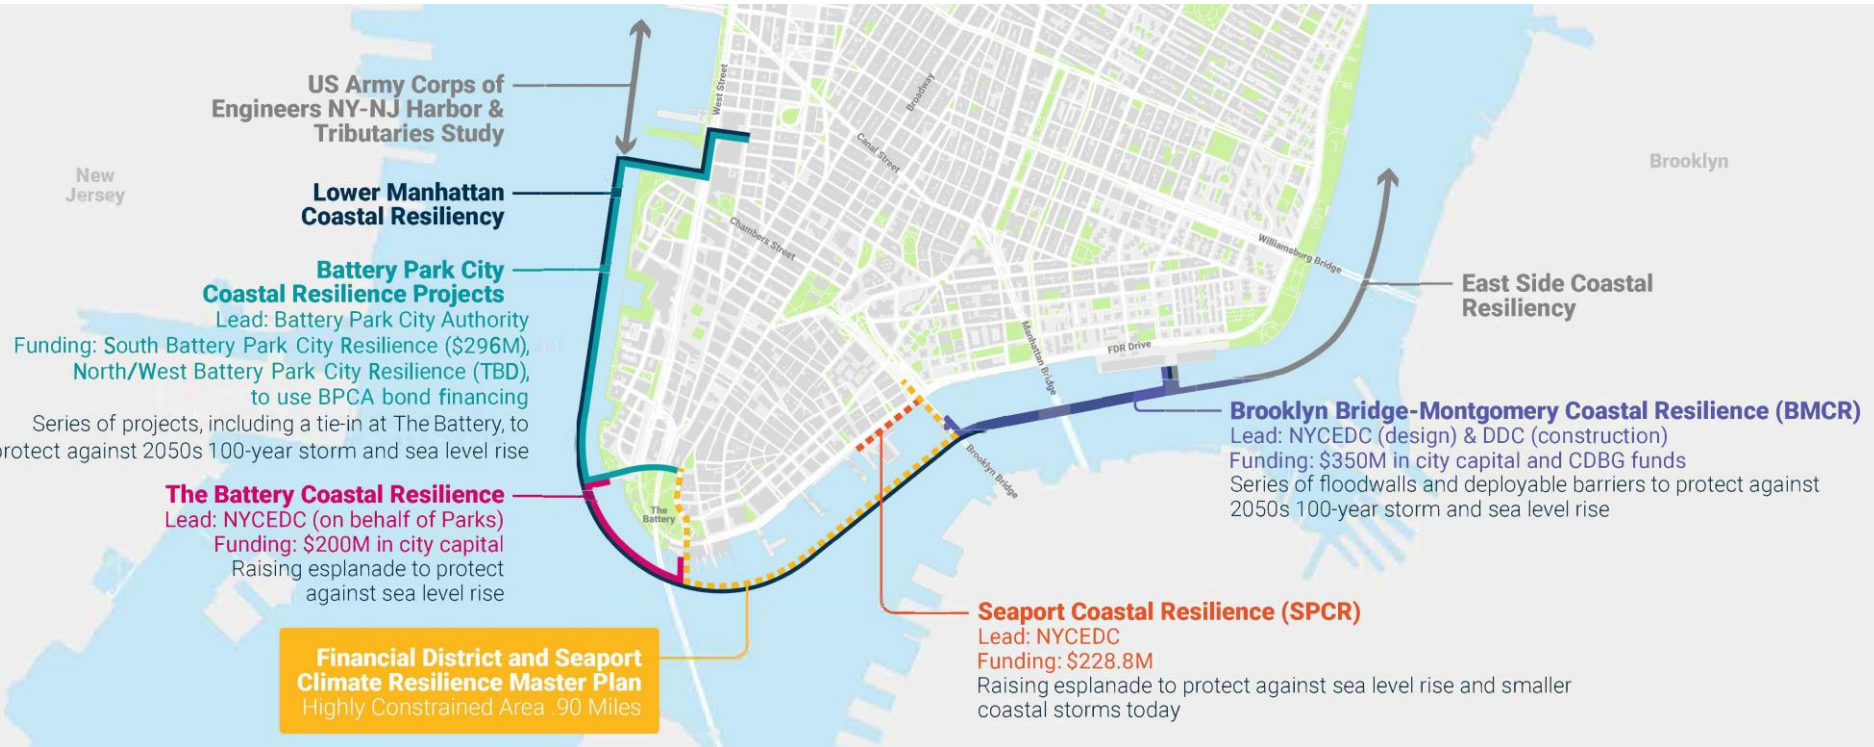 US Army Corps of
Engineers NY-NJ Harbor &
Tributaries Study
New
Jersey
Lower Manhattan
Coastal Resiliency
Battery Park City
Coastal Resilience Projects
Lead: Battery Park City Authority
Funding: South Battery Park City Resilience ($296M),
North/West Battery Park City Resilience (TBD),
to use BPCA bond financing
Series of projects, including a tie-in at The Battery, to
protect against 2050s 100-year storm and sea level rise
The Battery Coastal Resilience
Lead: NYCEDC (on behalf of Parks)
Funding: $200M in city capital
Raising esplanade to protect
against sea level rise
Financial District and Seaport
Climate Resilience Master Plan
Highly Constrained Area .90 Miles
West Street
Broadway
Canal Street
Chambers Street
Williamsburg Bridge
Manhattan Bridge
FDR Drive
Brooklyn Bridge
The
Battery
Brooklyn
East Side Coastal
Resiliency
Brooklyn Bridge-Montgomery Coastal Resilience (BMCR)
Lead: NYCEDC (design) & DDC (construction)
Funding: $350M in city capital and CDBG funds
Series of floodwalls and deployable barriers to protect against
2050s 100-year storm and sea level rise
Seaport Coastal Resilience (SPCR)
Lead: NYCEDC
Funding: $228.8M
Raising esplanade to protect against sea level rise and smaller
coastal storms today